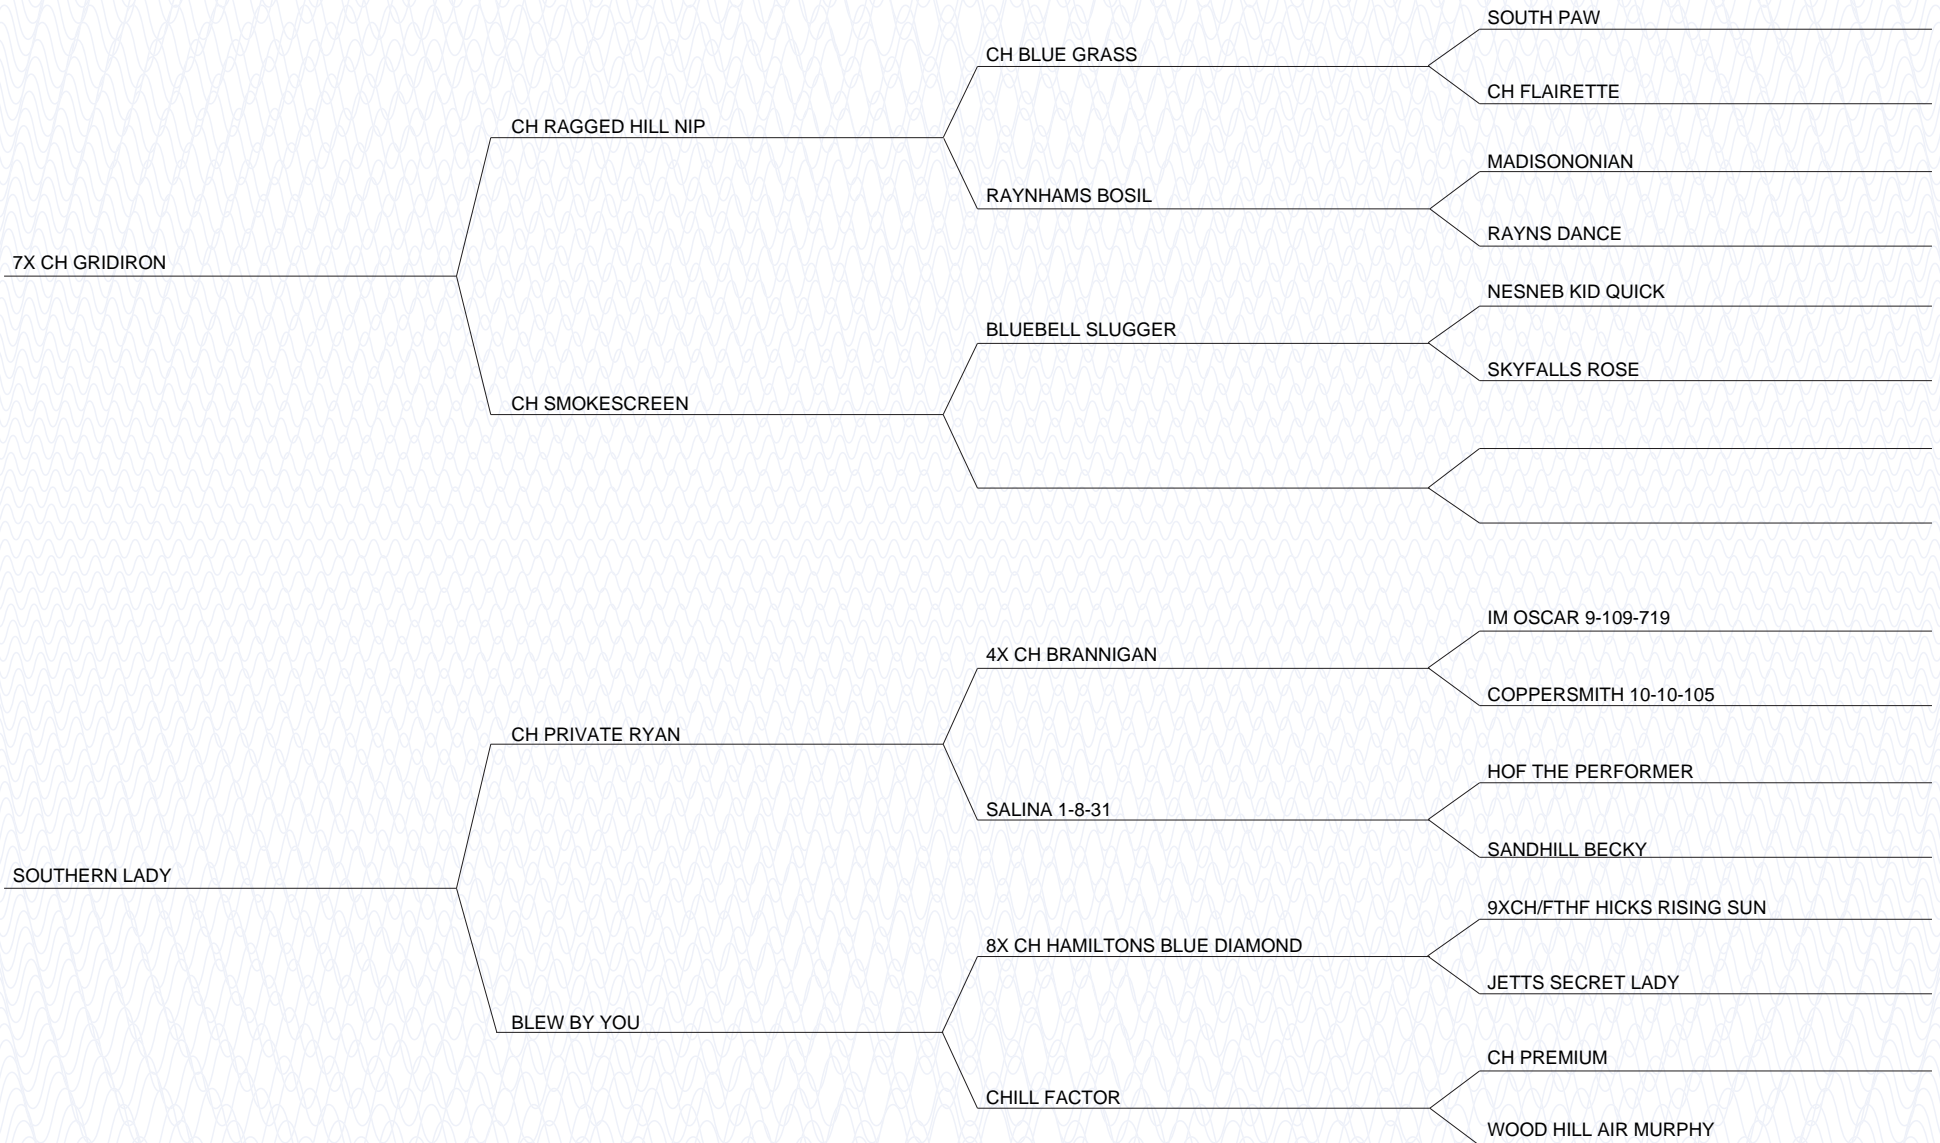 SOUTH PAW
CH BLUE GRASS
CH FLAIRETTE
CH RAGGED HILL NIP
MADISONONIAN
RAYNHAMS BOSIL
RAYNS DANCE
7X CH GRIDIRON
NESNEB KID QUICK
BLUEBELL SLUGGER
SKYFALLS ROSE
CH SMOKESCREEN
IM OSCAR 9-109-719
4X CH BRANNIGAN
COPPERSMITH 10-10-105
CH PRIVATE RYAN
HOF THE PERFORMER
SALINA 1-8-31
SANDHILL BECKY
SOUTHERN LADY
9XCH/FTHF HICKS RISING SUN
8X CH HAMILTONS BLUE DIAMOND
JETTS SECRET LADY
BLEW BY YOU
CH PREMIUM
CHILL FACTOR
WOOD HILL AIR MURPHY